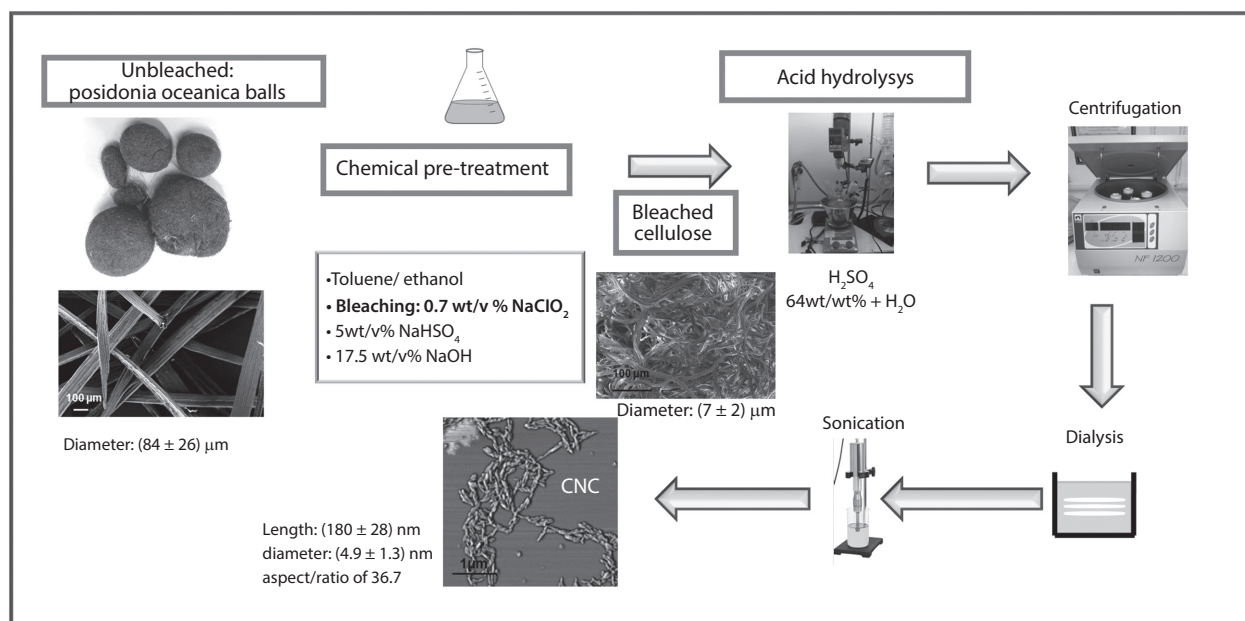 Unbleached:
posidonia oceanica balls
100 µm
Diameter: (84 ± 26) µm
Chemical pre-treatment
•Toluene/ ethanol
• Bleaching: 0.7 wt/v % NaClO₂
• 5wt/v% NaHSO₄
• 17.5 wt/v% NaOH
Bleached
cellulose
100 µm
Diameter: (7 ± 2) µm
Acid hydrolysys
H₂SO₄
64wt/wt% + H₂O
Centrifugation
NF 1200
Dialysis
Sonication
CNC
1µm
Length: (180 ± 28) nm
diameter: (4.9 ± 1.3) nm
aspect/ratio of 36.7